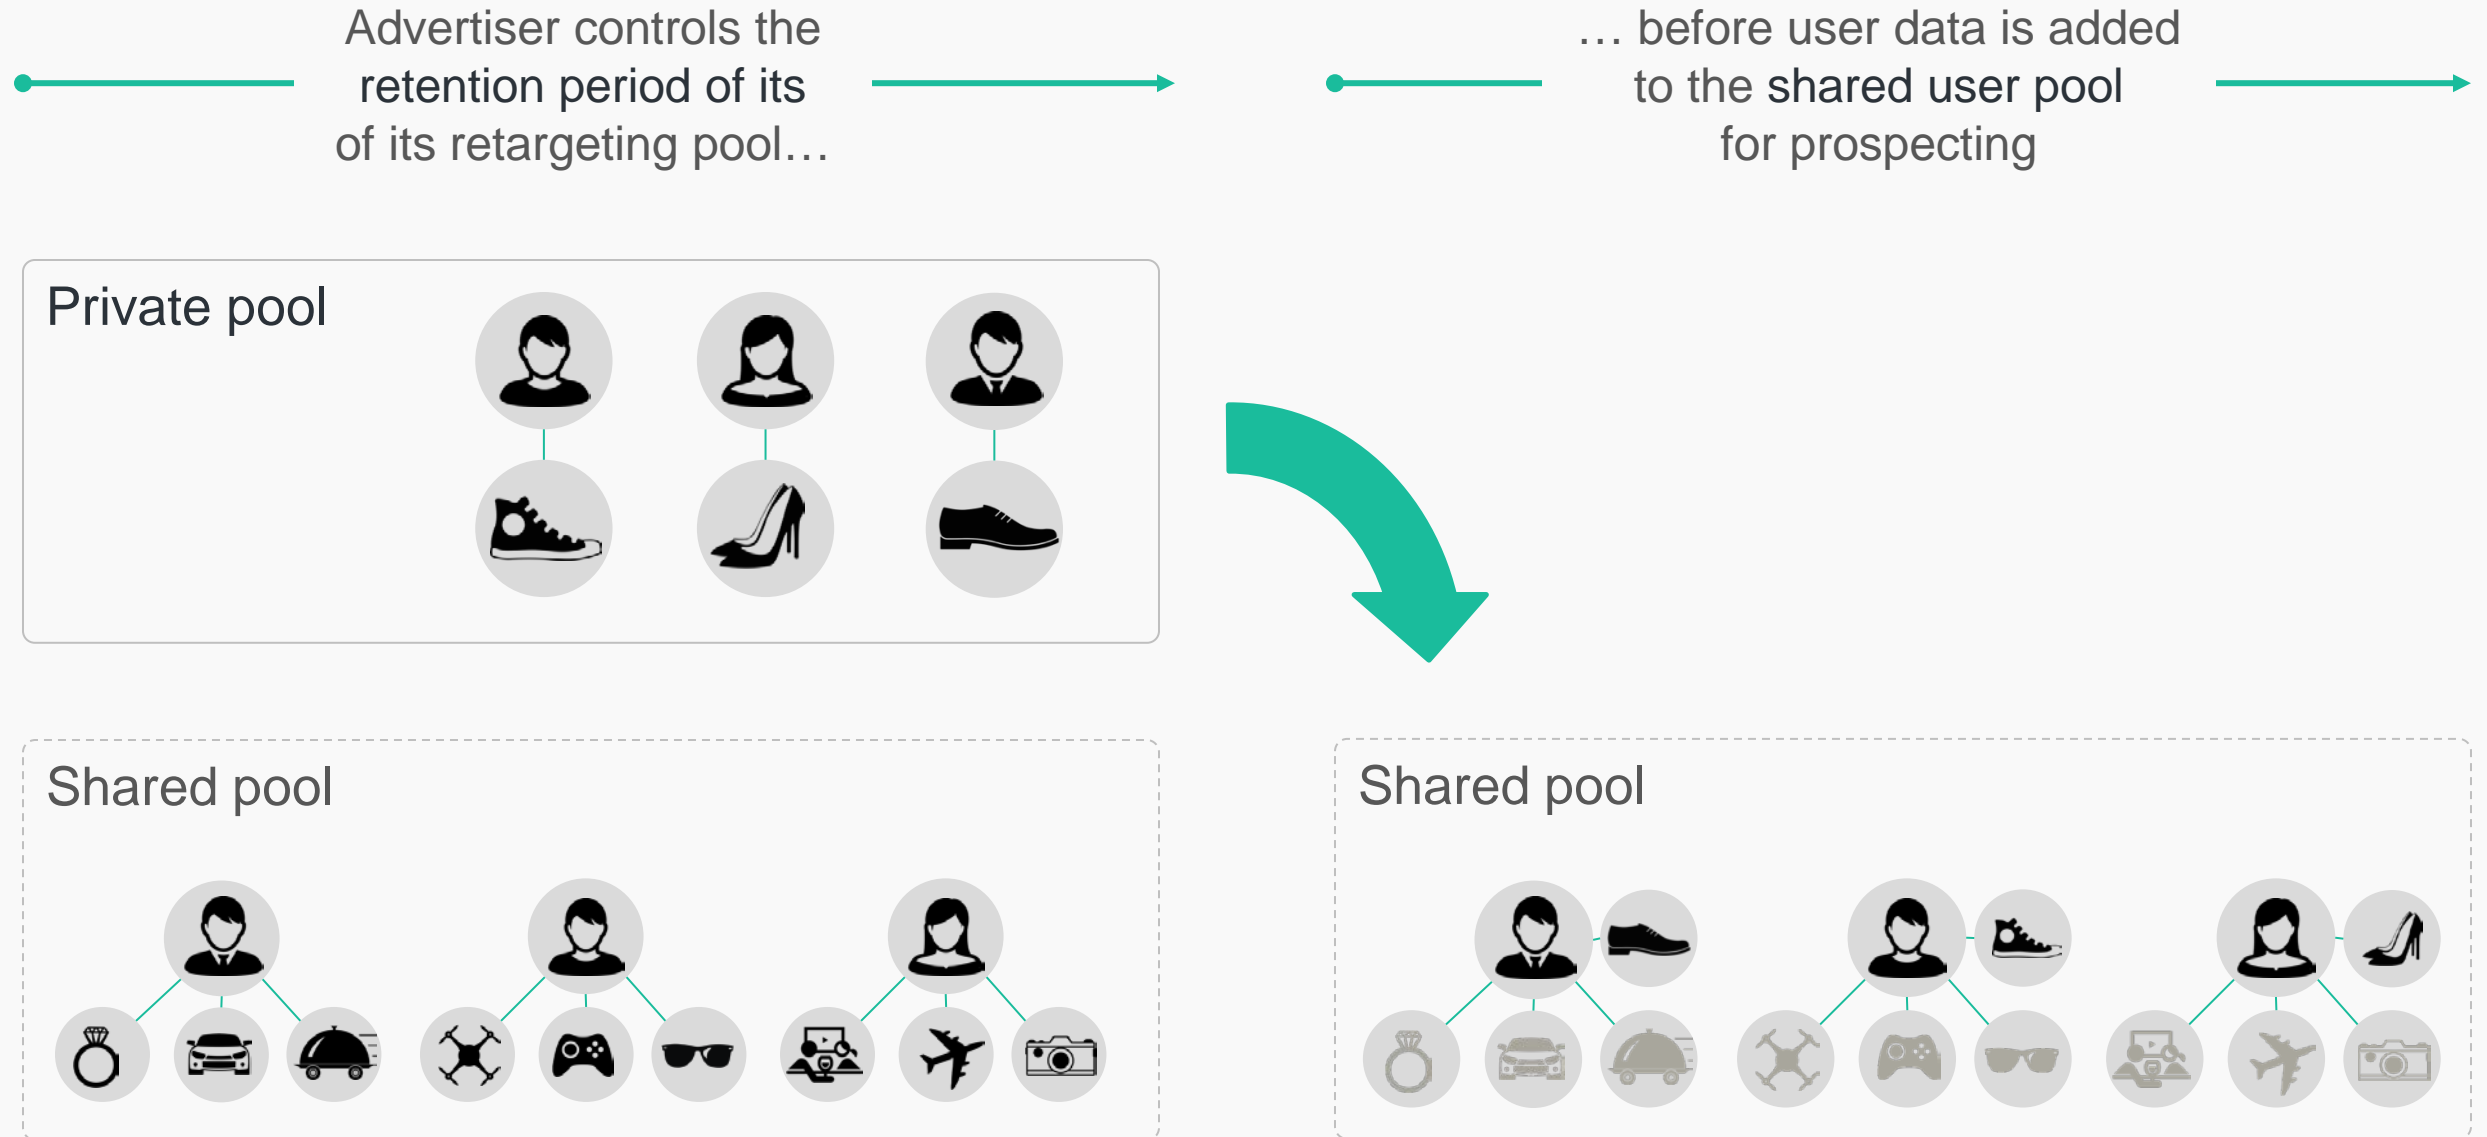 Advertiser controls the
retention period of its
of its retargeting pool…
… before user data is added
to the shared user pool
for prospecting
Private pool
Shared pool
Shared pool